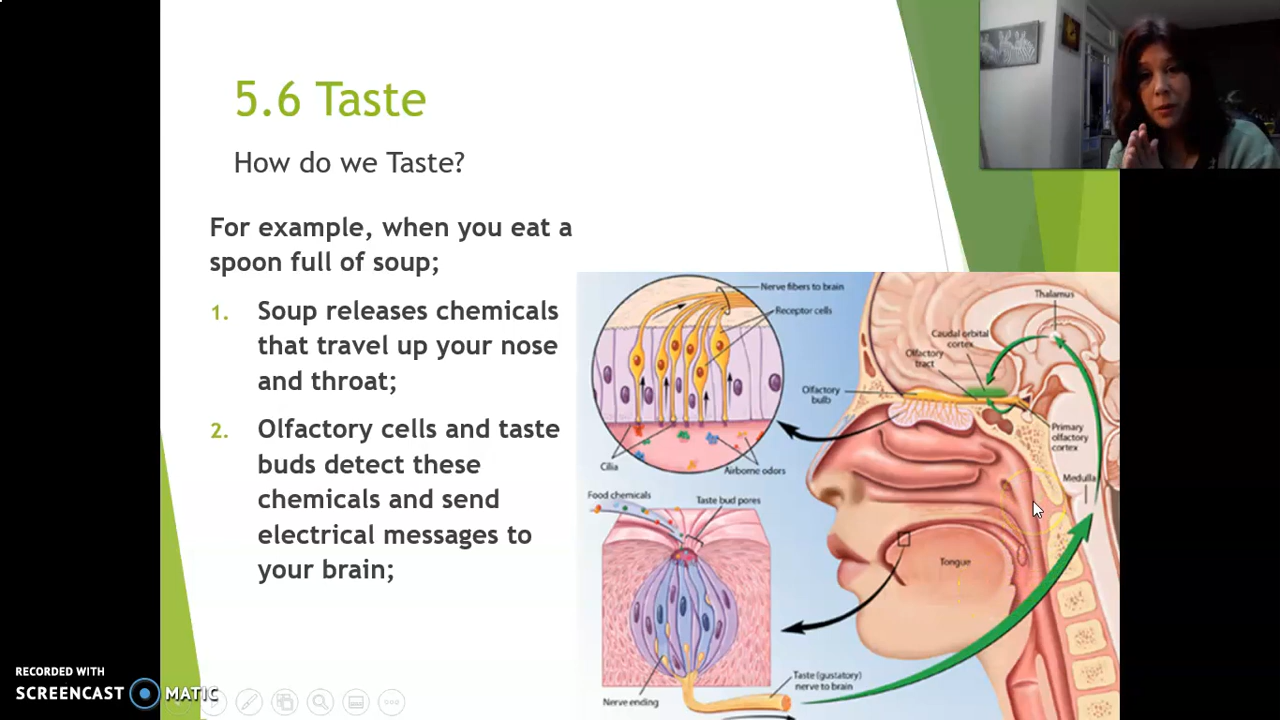 5.6 Taste
How do we Taste?
For example, when you eat a
spoon full of soup;
1. Soup releases chemicals
that travel up your nose
and throat;
2. Olfactory cells and taste
buds detect these
chemicals and send
electrical messages to
your brain;
Nerve fibers to brain
Receptor cells
Cilia
Airborne odors
Food chemicals
Taste bud pores
Nerve ending
Taste (gustatory)
nerve to brain
Thalamus
Caudal orbital
cortex
Olfactory
tract
Olfactory
bulb
Primary
olfactory
cortex
Medulla
Tongue
RECORDED WITH
SCREENCAST MATIC